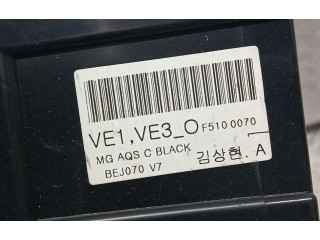 VE1,VE3_O F510 0070
MG AQS C BLACK 김상현. A
BEJ070 V7